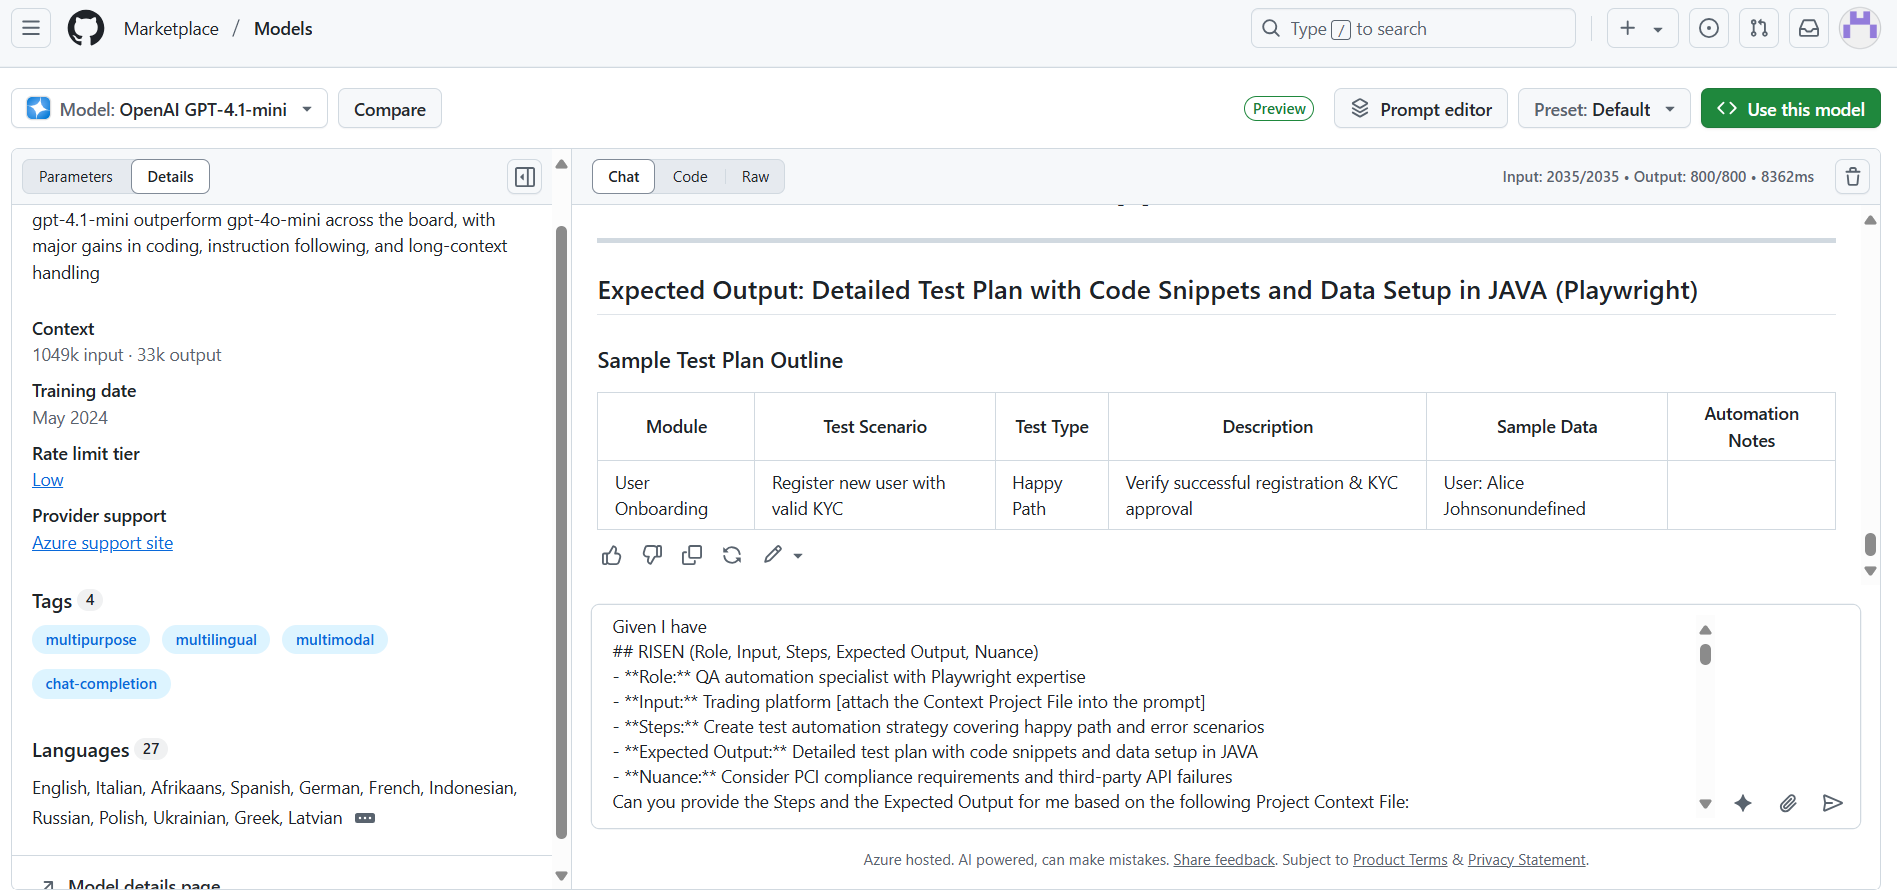 Marketplace / Models
Type / to search
Model: OpenAI GPT-4.1-mini
Compare
Preview
Prompt editor
Preset: Default
Use this model
Parameters
Details
gpt-4.1-mini outperform gpt-4o-mini across the board, with
major gains in coding, instruction following, and long-context
handling
Context
1049k input · 33k output
Training date
May 2024
Rate limit tier
Low
Provider support
Azure support site
Tags 4
multipurpose
multilingual
multimodal
chat-completion
Languages 27
English, Italian, Afrikaans, Spanish, German, French, Indonesian,
Russian, Polish, Ukrainian, Greek, Latvian
Model details page
Chat
Code
Raw
Input: 2035/2035 • Output: 800/800 • 8362ms
Expected Output: Detailed Test Plan with Code Snippets and Data Setup in JAVA (Playwright)
Sample Test Plan Outline
Module
Test Scenario
Test Type
Description
Sample Data
Automation
Notes
User
Onboarding
Register new user with
valid KYC
Happy
Path
Verify successful registration & KYC
approval
User: Alice
Johnsonundefined
Given I have
## RISEN (Role, Input, Steps, Expected Output, Nuance)
- **Role:** QA automation specialist with Playwright expertise
- **Input:** Trading platform [attach the Context Project File into the prompt]
- **Steps:** Create test automation strategy covering happy path and error scenarios
- **Expected Output:** Detailed test plan with code snippets and data setup in JAVA
- **Nuance:** Consider PCI compliance requirements and third-party API failures
Can you provide the Steps and the Expected Output for me based on the following Project Context File:
Azure hosted. AI powered, can make mistakes. Share feedback. Subject to Product Terms & Privacy Statement.